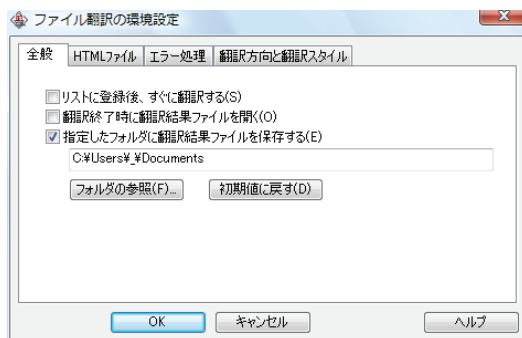 ファイル翻訳の環境設定
全般 HTMLファイル エラー処理 翻訳方向と翻訳スタイル
リストに登録後、すぐに翻訳する(S)
翻訳終了時に翻訳結果ファイルを開く(O)
指定したフォルダに翻訳結果ファイルを保存する(E)
C:¥Users¥_¥Documents
フォルダの参照(F)... 初期値に戻す(D)
OK キャンセル ヘルプ